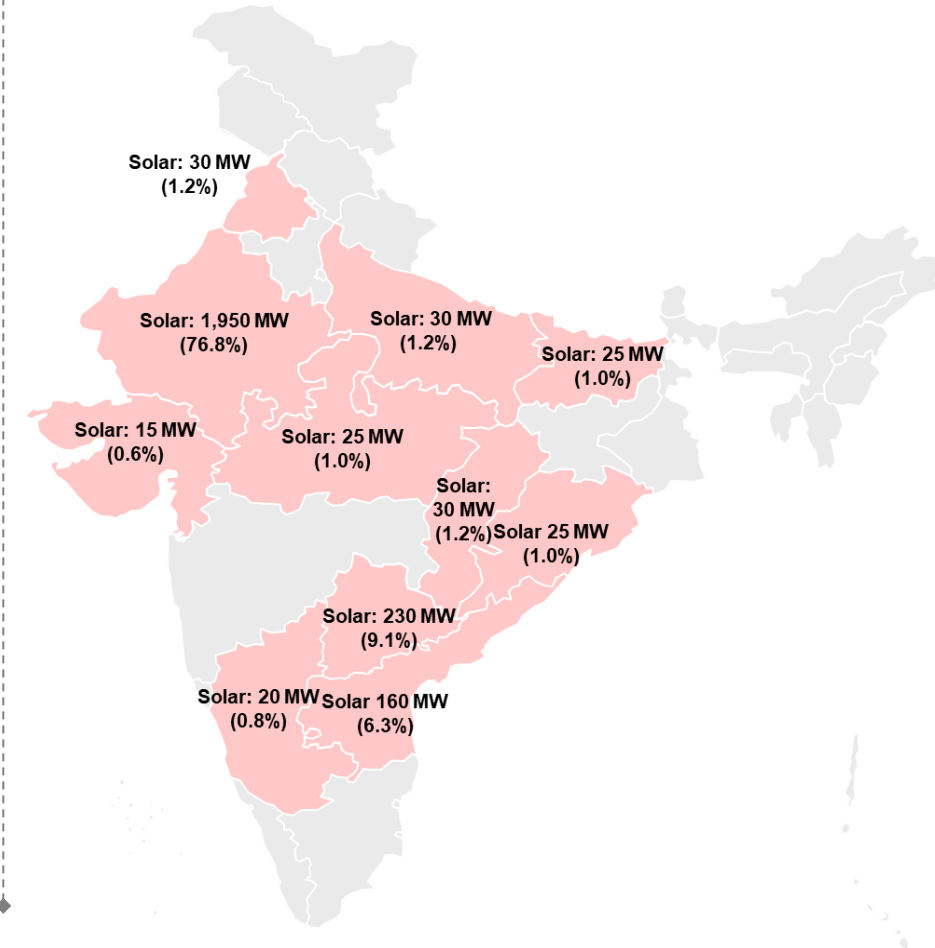 Solar: 30 MW
(1.2%)
Solar: 1,950 MW
(76.8%)
Solar: 30 MW
(1.2%)
Solar: 25 MW
(1.0%)
Solar: 15 MW
(0.6%)
Solar: 25 MW
(1.0%)
Solar:
30 MW
(1.2%)
Solar 25 MW
(1.0%)
Solar: 230 MW
(9.1%)
Solar: 20 MW
(0.8%)
Solar 160 MW
(6.3%)